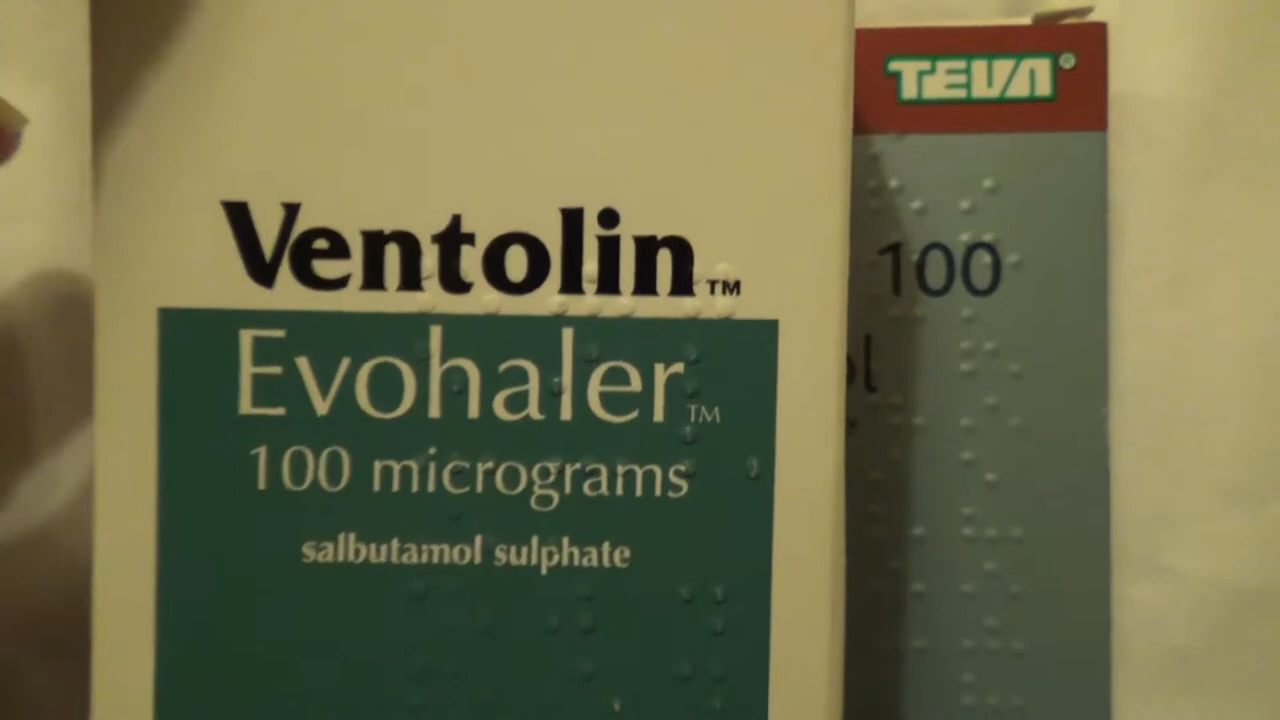 Ventolin™
Evohaler™
100 micrograms
salbutamol sulphate
TEVA®
100